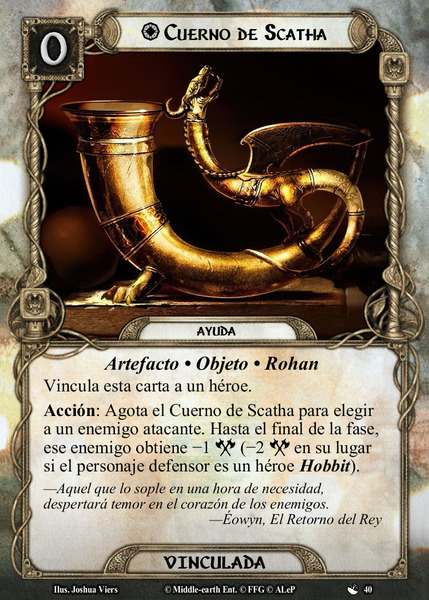 0
CUERNO DE SCATHA
AYUDA
Artefacto • Objeto • Rohan
Vincula esta carta a un héroe.
Acción: Agota el Cuerno de Scatha para elegir
a un enemigo atacante. Hasta el final de la fase,
ese enemigo obtiene −1 (−2 en su lugar
si el personaje defensor es un héroe Hobbit).
—Aquel que lo sople en una hora de necesidad,
despertará temor en el corazón de los enemigos.
—Éowyn, El Retorno del Rey
VINCULADA
Ilus. Joshua Viers
© Middle-earth Ent. © FFG © ALeP
40